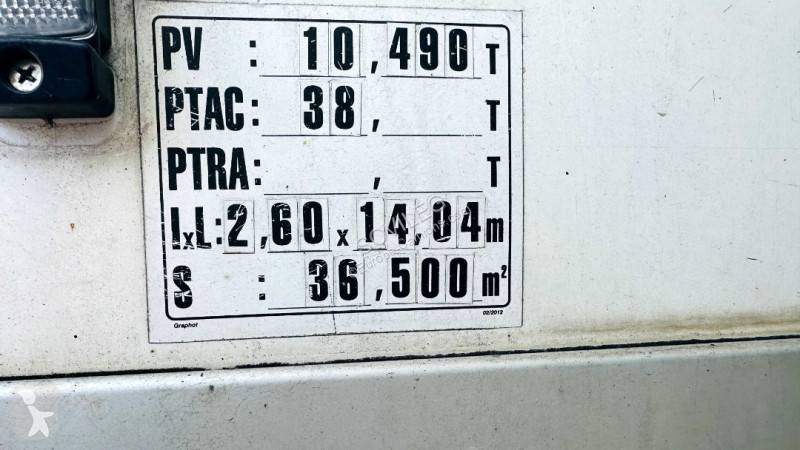 PV : 10,490 T
PTAC : 38, T
PTRA : , T
lxL : 2,60 x 14,04 m
S : 36,500 m²
Graphot 02/2012